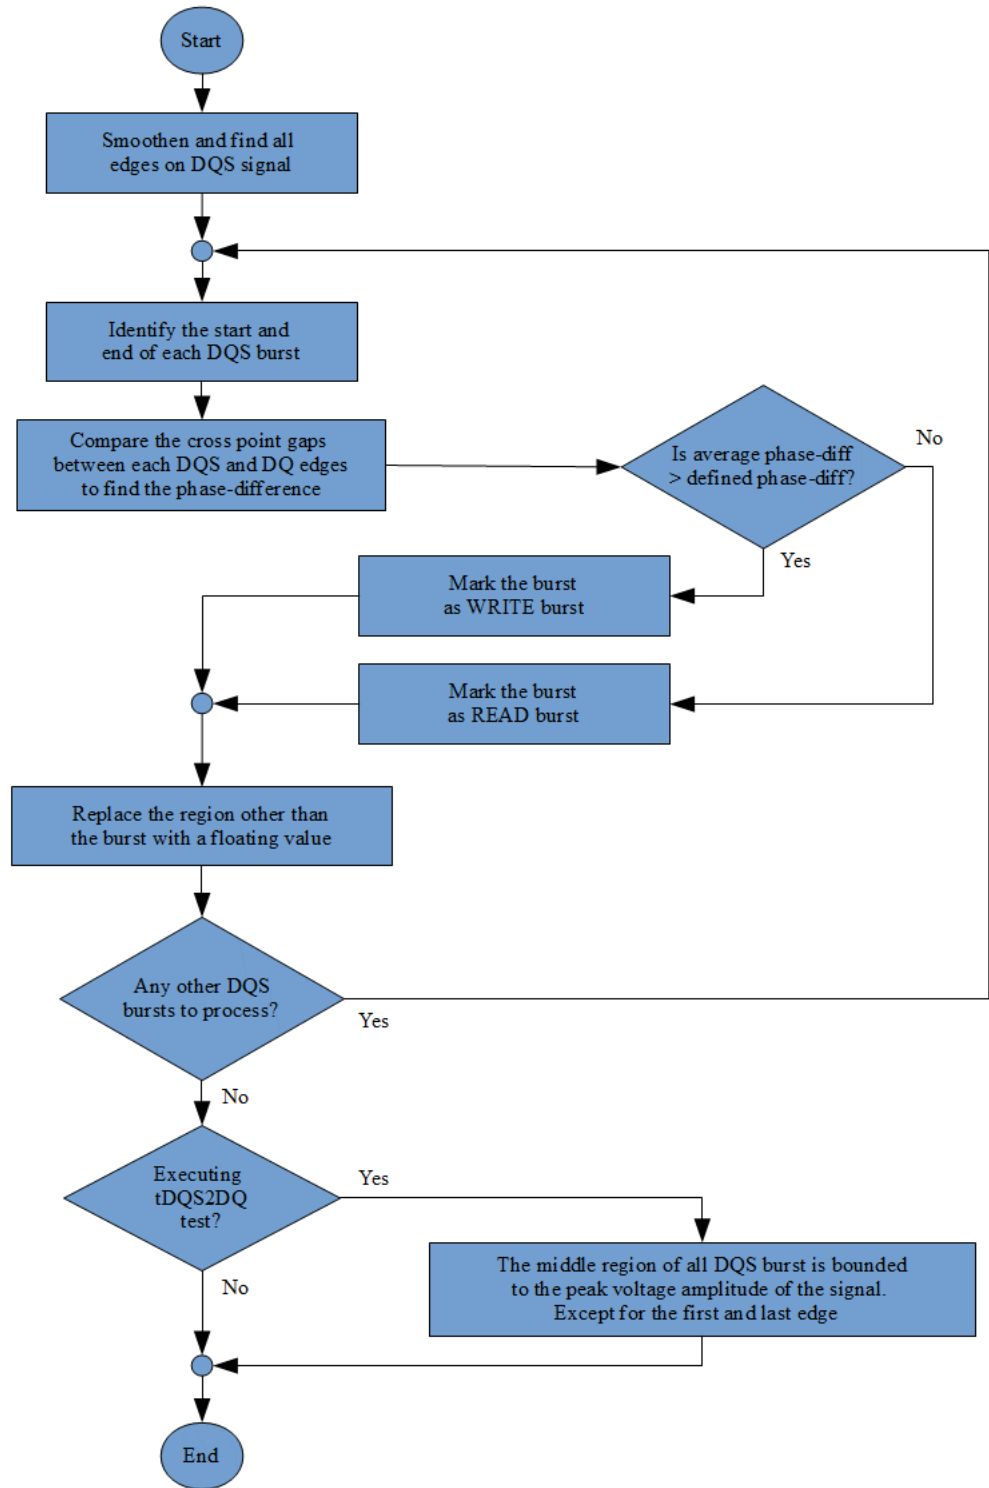 Start
Smoothen and find all
edges on DQS signal
Identify the start and
end of each DQS burst
Compare the cross point gaps
between each DQS and DQ edges
to find the phase-difference
Is average phase-diff
> defined phase-diff?
No
Yes
Mark the burst
as WRITE burst
Mark the burst
as READ burst
Replace the region other than
the burst with a floating value
Any other DQS
bursts to process?
Yes
No
Executing
tDQS2DQ
test?
Yes
No
The middle region of all DQS burst is bounded
to the peak voltage amplitude of the signal.
Except for the first and last edge
End